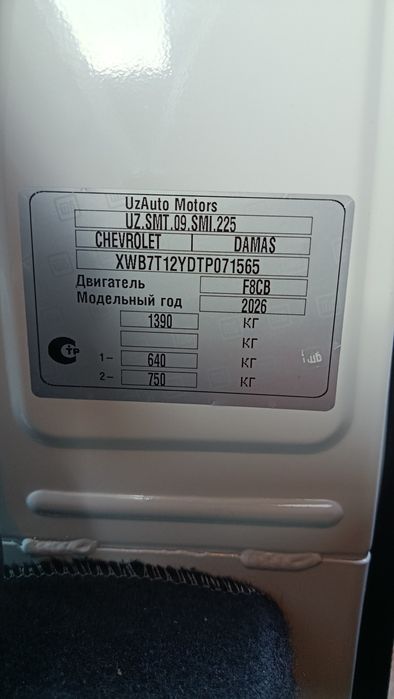 UzAuto Motors
UZ.SMT.09.SMI.225
CHEVROLET DAMAS
XWB7T12YDTP071565
Двигатель F8CB
Модельный год 2026
1390 КГ
КГ
1- 640 КГ
2- 750 КГ